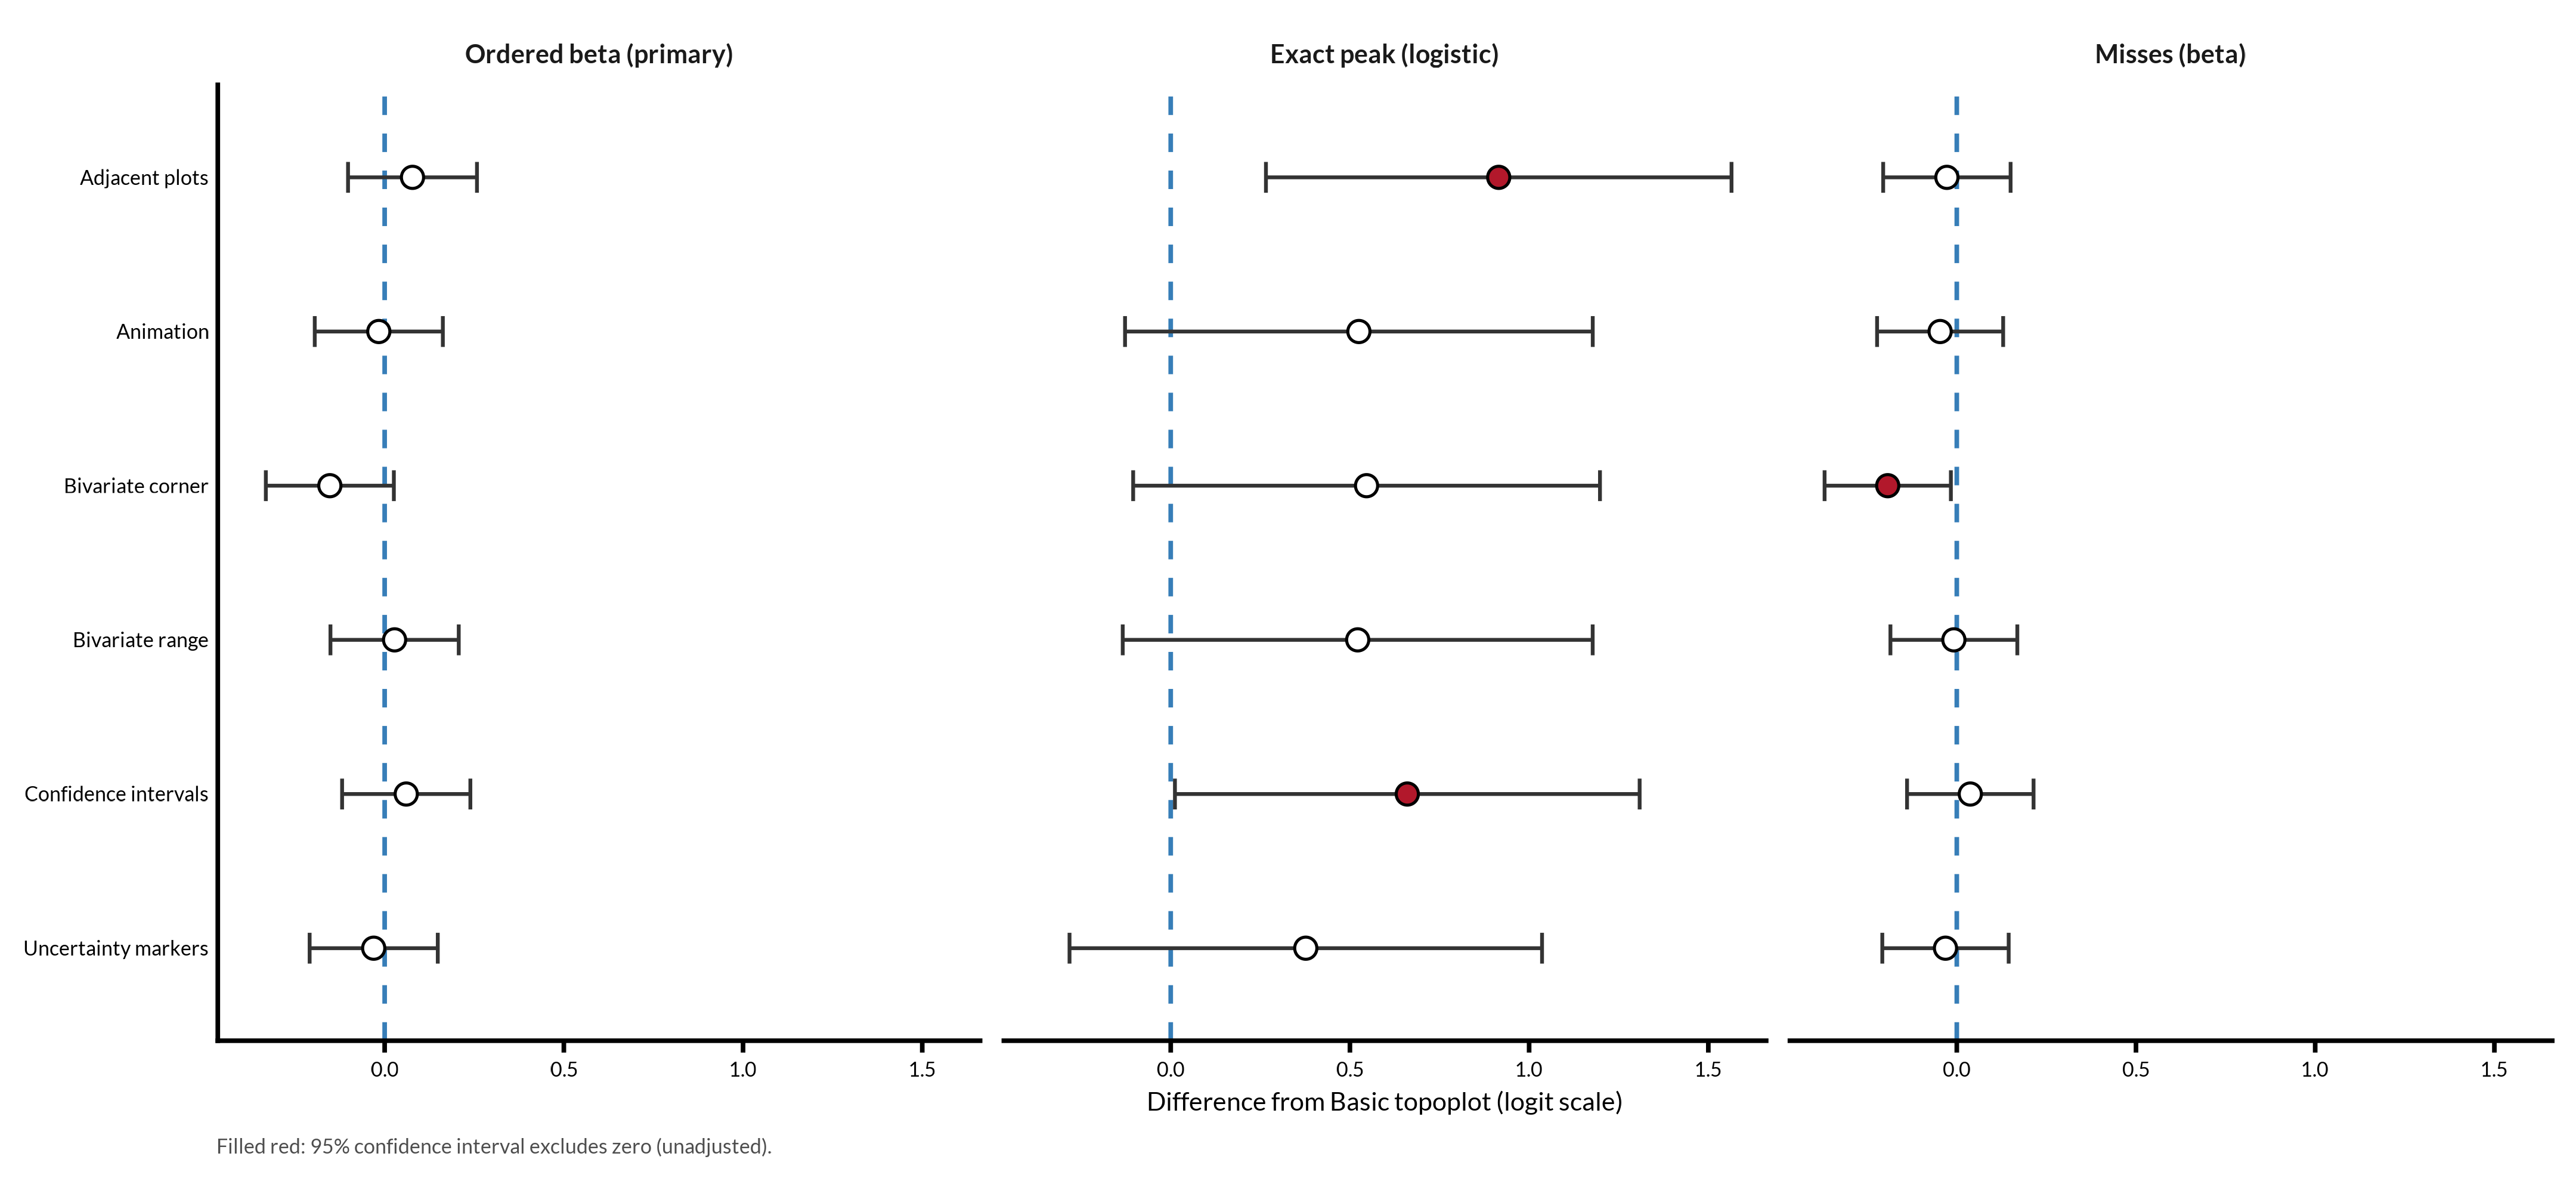 Ordered beta (primary)
Exact peak (logistic)
Misses (beta)
Adjacent plots
Animation
Bivariate corner
Bivariate range
Confidence intervals
Uncertainty markers
0.0 0.5 1.0 1.5
0.0 0.5 1.0 1.5
0.0 0.5 1.0 1.5
Difference from Basic topoplot (logit scale)
Filled red: 95% confidence interval excludes zero (unadjusted).